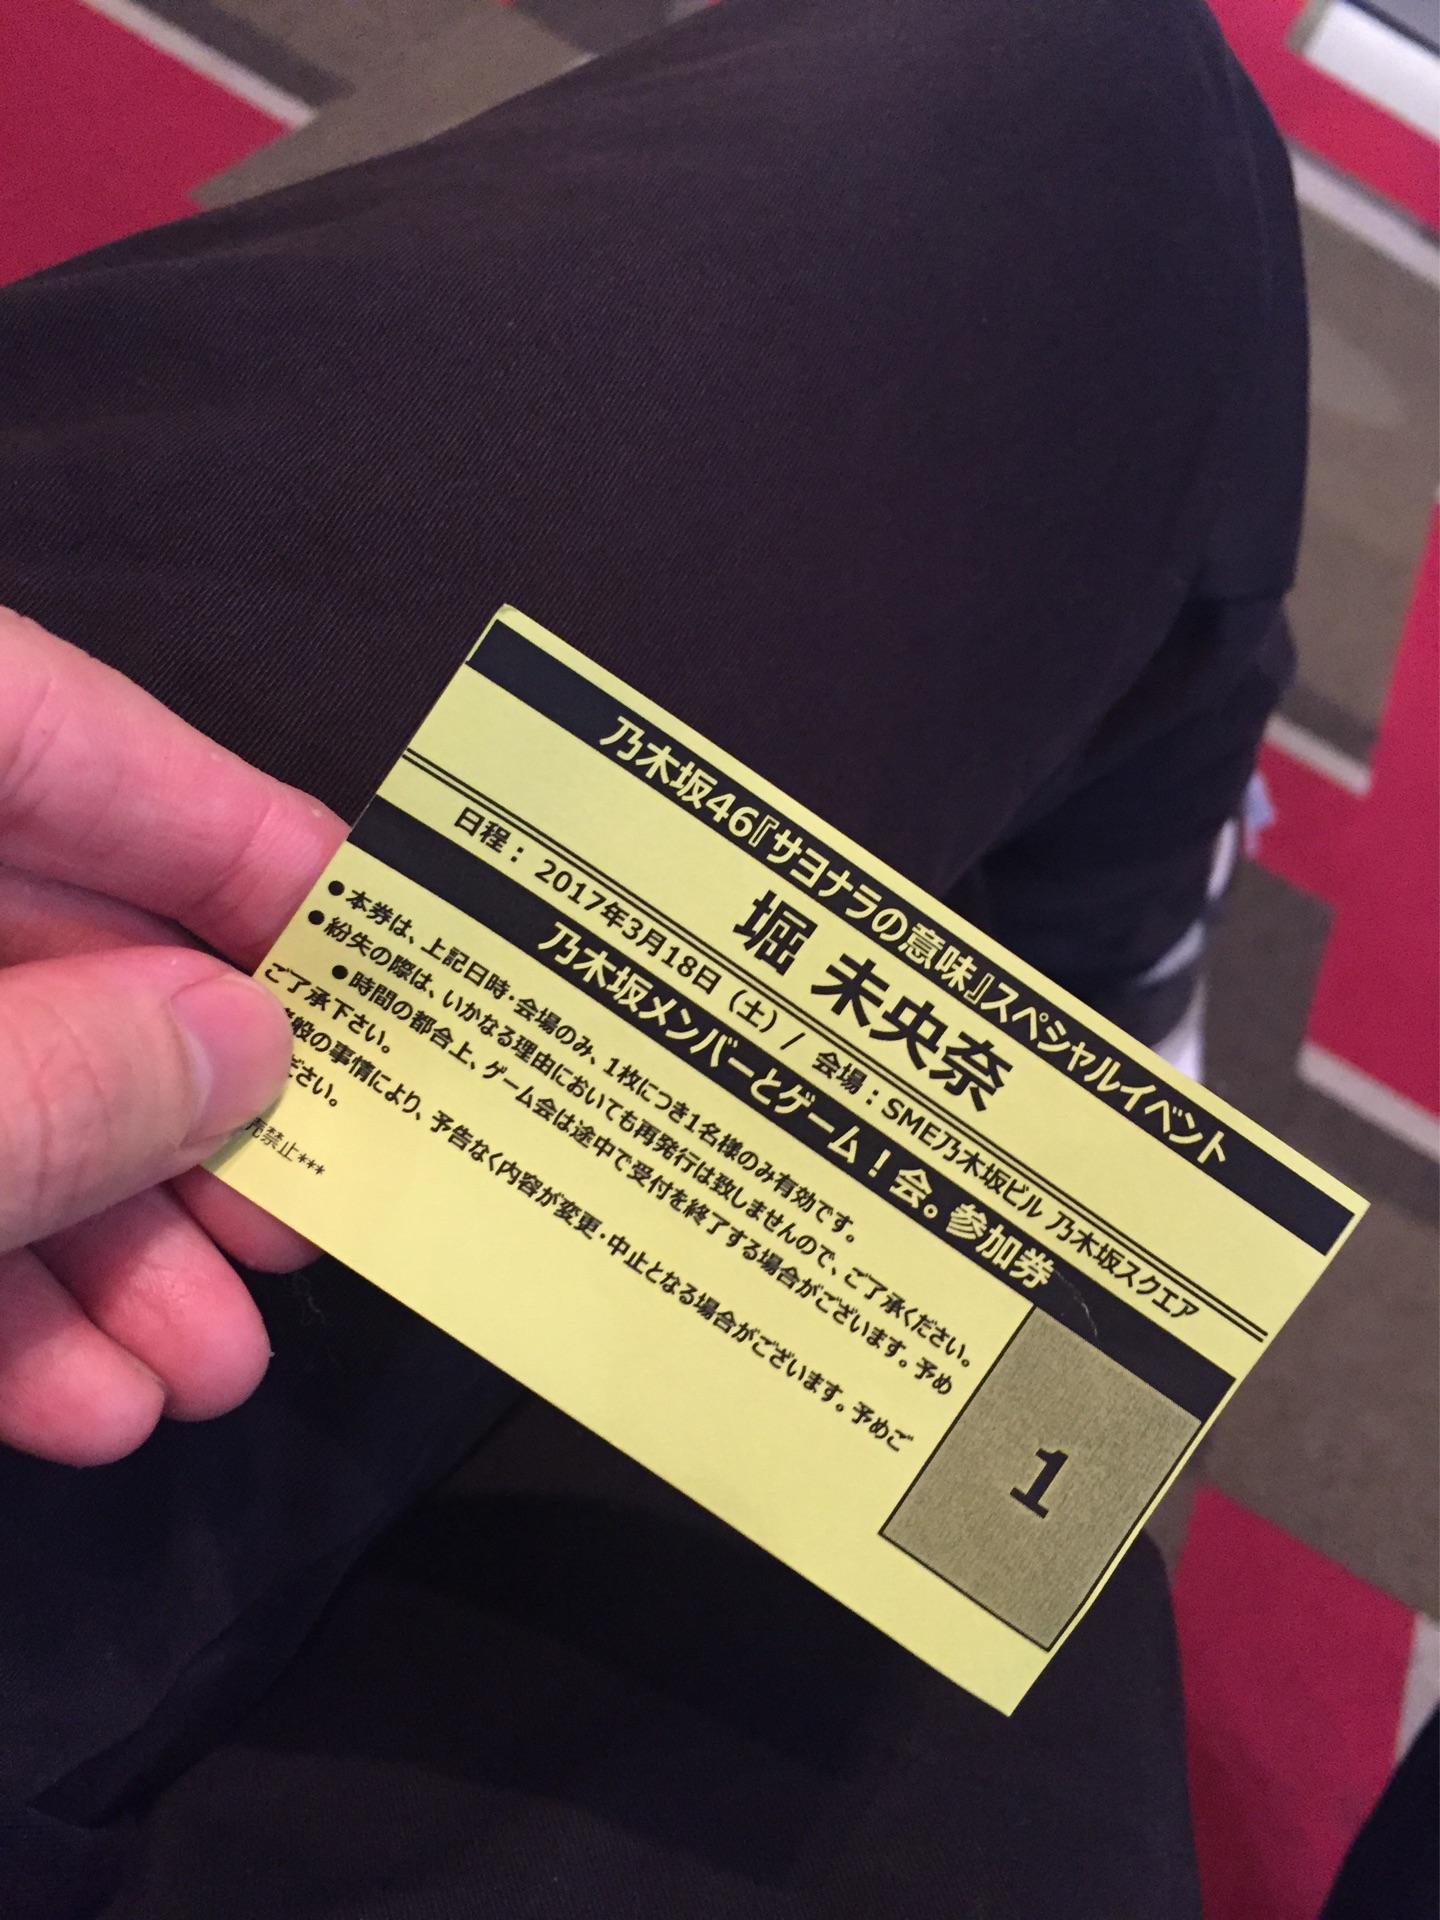 乃木坂46『サヨナラの意味』スペシャルイベント
堀 未央奈
日程： 2017年3月18日（土） / 会場：SME乃木坂ビル 乃木坂スクエア
乃木坂メンバーとゲーム！会。参加券
●本券は、上記日時・会場のみ、1枚につき1名様のみ有効です。
●紛失の際は、いかなる理由においても再発行は致しませんので、ご了承ください。
●時間の都合上、ゲーム会は途中で受付を終了する場合がございます。予め
ご了承下さい。
般の事情により、予告なく内容が変更・中止となる場合がございます。予めご
ださい。
売禁止***
1